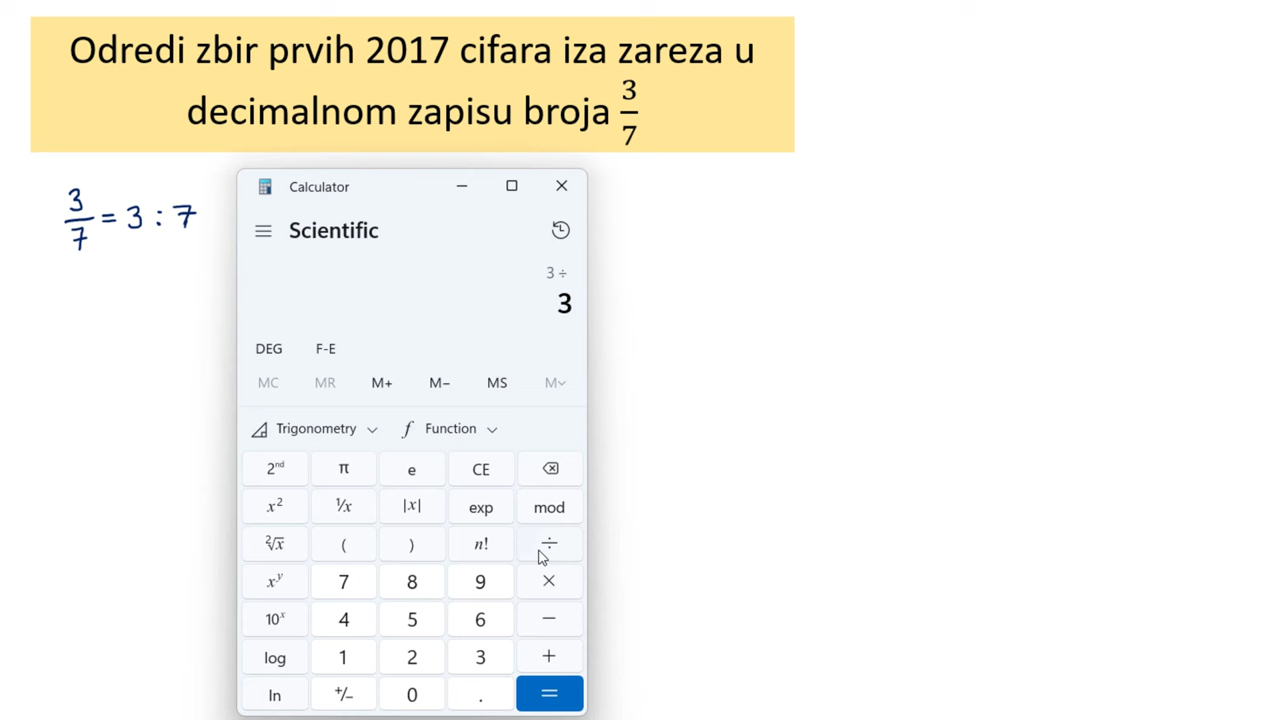 Odredi zbir prvih 2017 cifara iza zareza u
decimalnom zapisu broja 3/7
3/7 = 3 : 7
Calculator
Scientific
3 ÷
3
DEG F-E
MC MR M+ M− MS M˅
Trigonometry f Function
2ⁿᵈ π e CE ⌫
x² ¹/x |x| exp mod
²√x ( ) n! ÷
xʸ 7 8 9 ×
10ˣ 4 5 6 −
log 1 2 3 +
ln +/− 0 . =